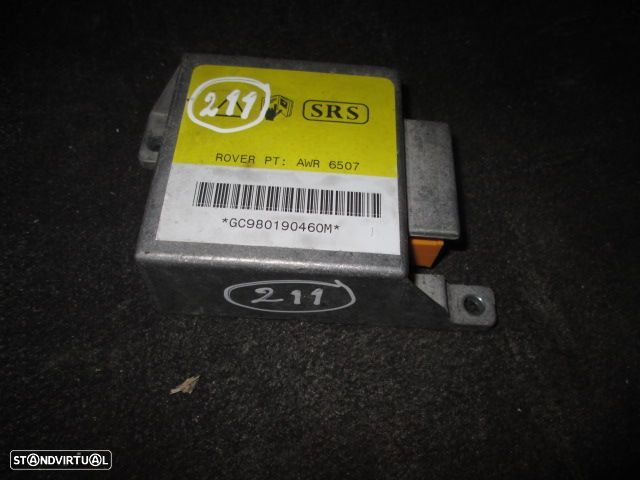 211
SRS
ROVER PT: AWR 6507
*GC980190460M*
211
STANDVIRTUAL